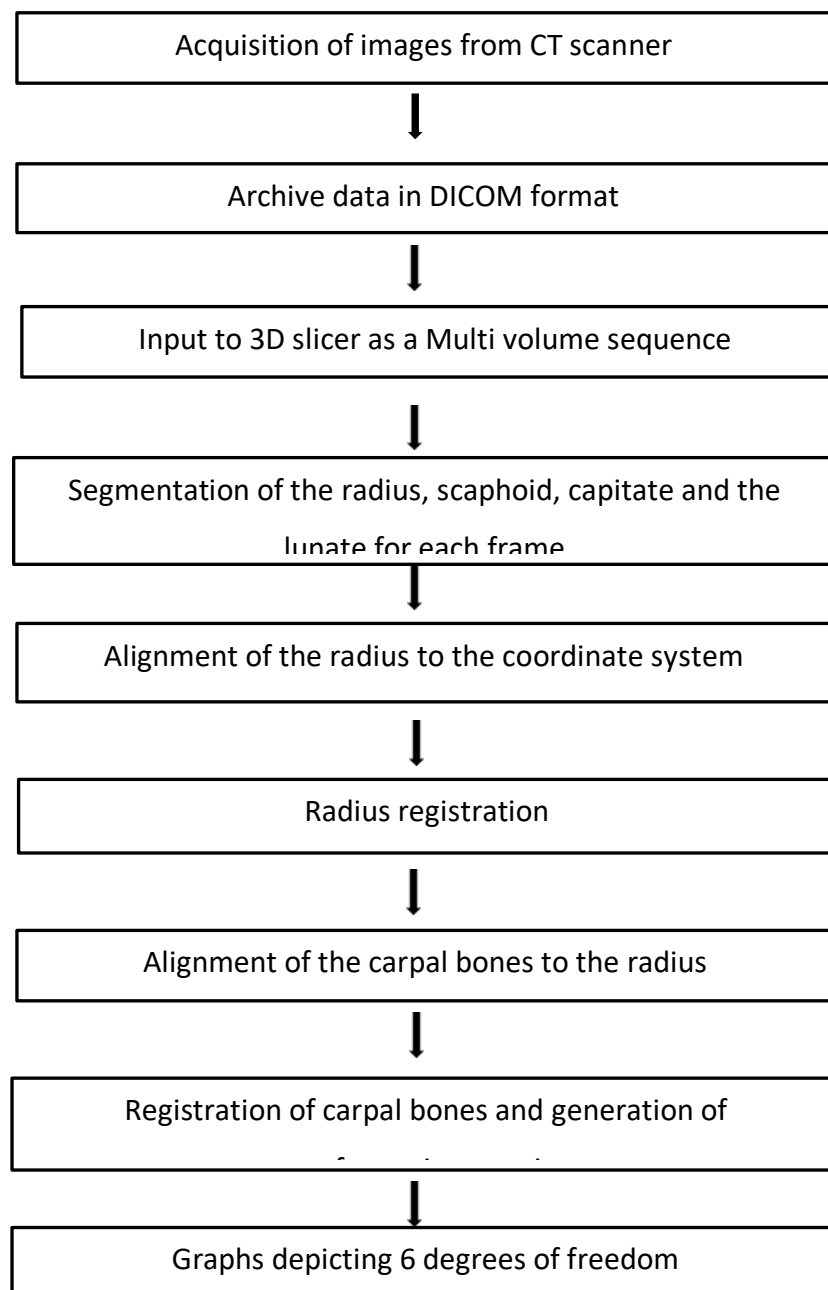 Acquisition of images from CT scanner
Archive data in DICOM format
Input to 3D slicer as a Multi volume sequence
Segmentation of the radius, scaphoid, capitate and the
lunate for each frame
Alignment of the radius to the coordinate system
Radius registration
Alignment of the carpal bones to the radius
Registration of carpal bones and generation of
Graphs depicting 6 degrees of freedom